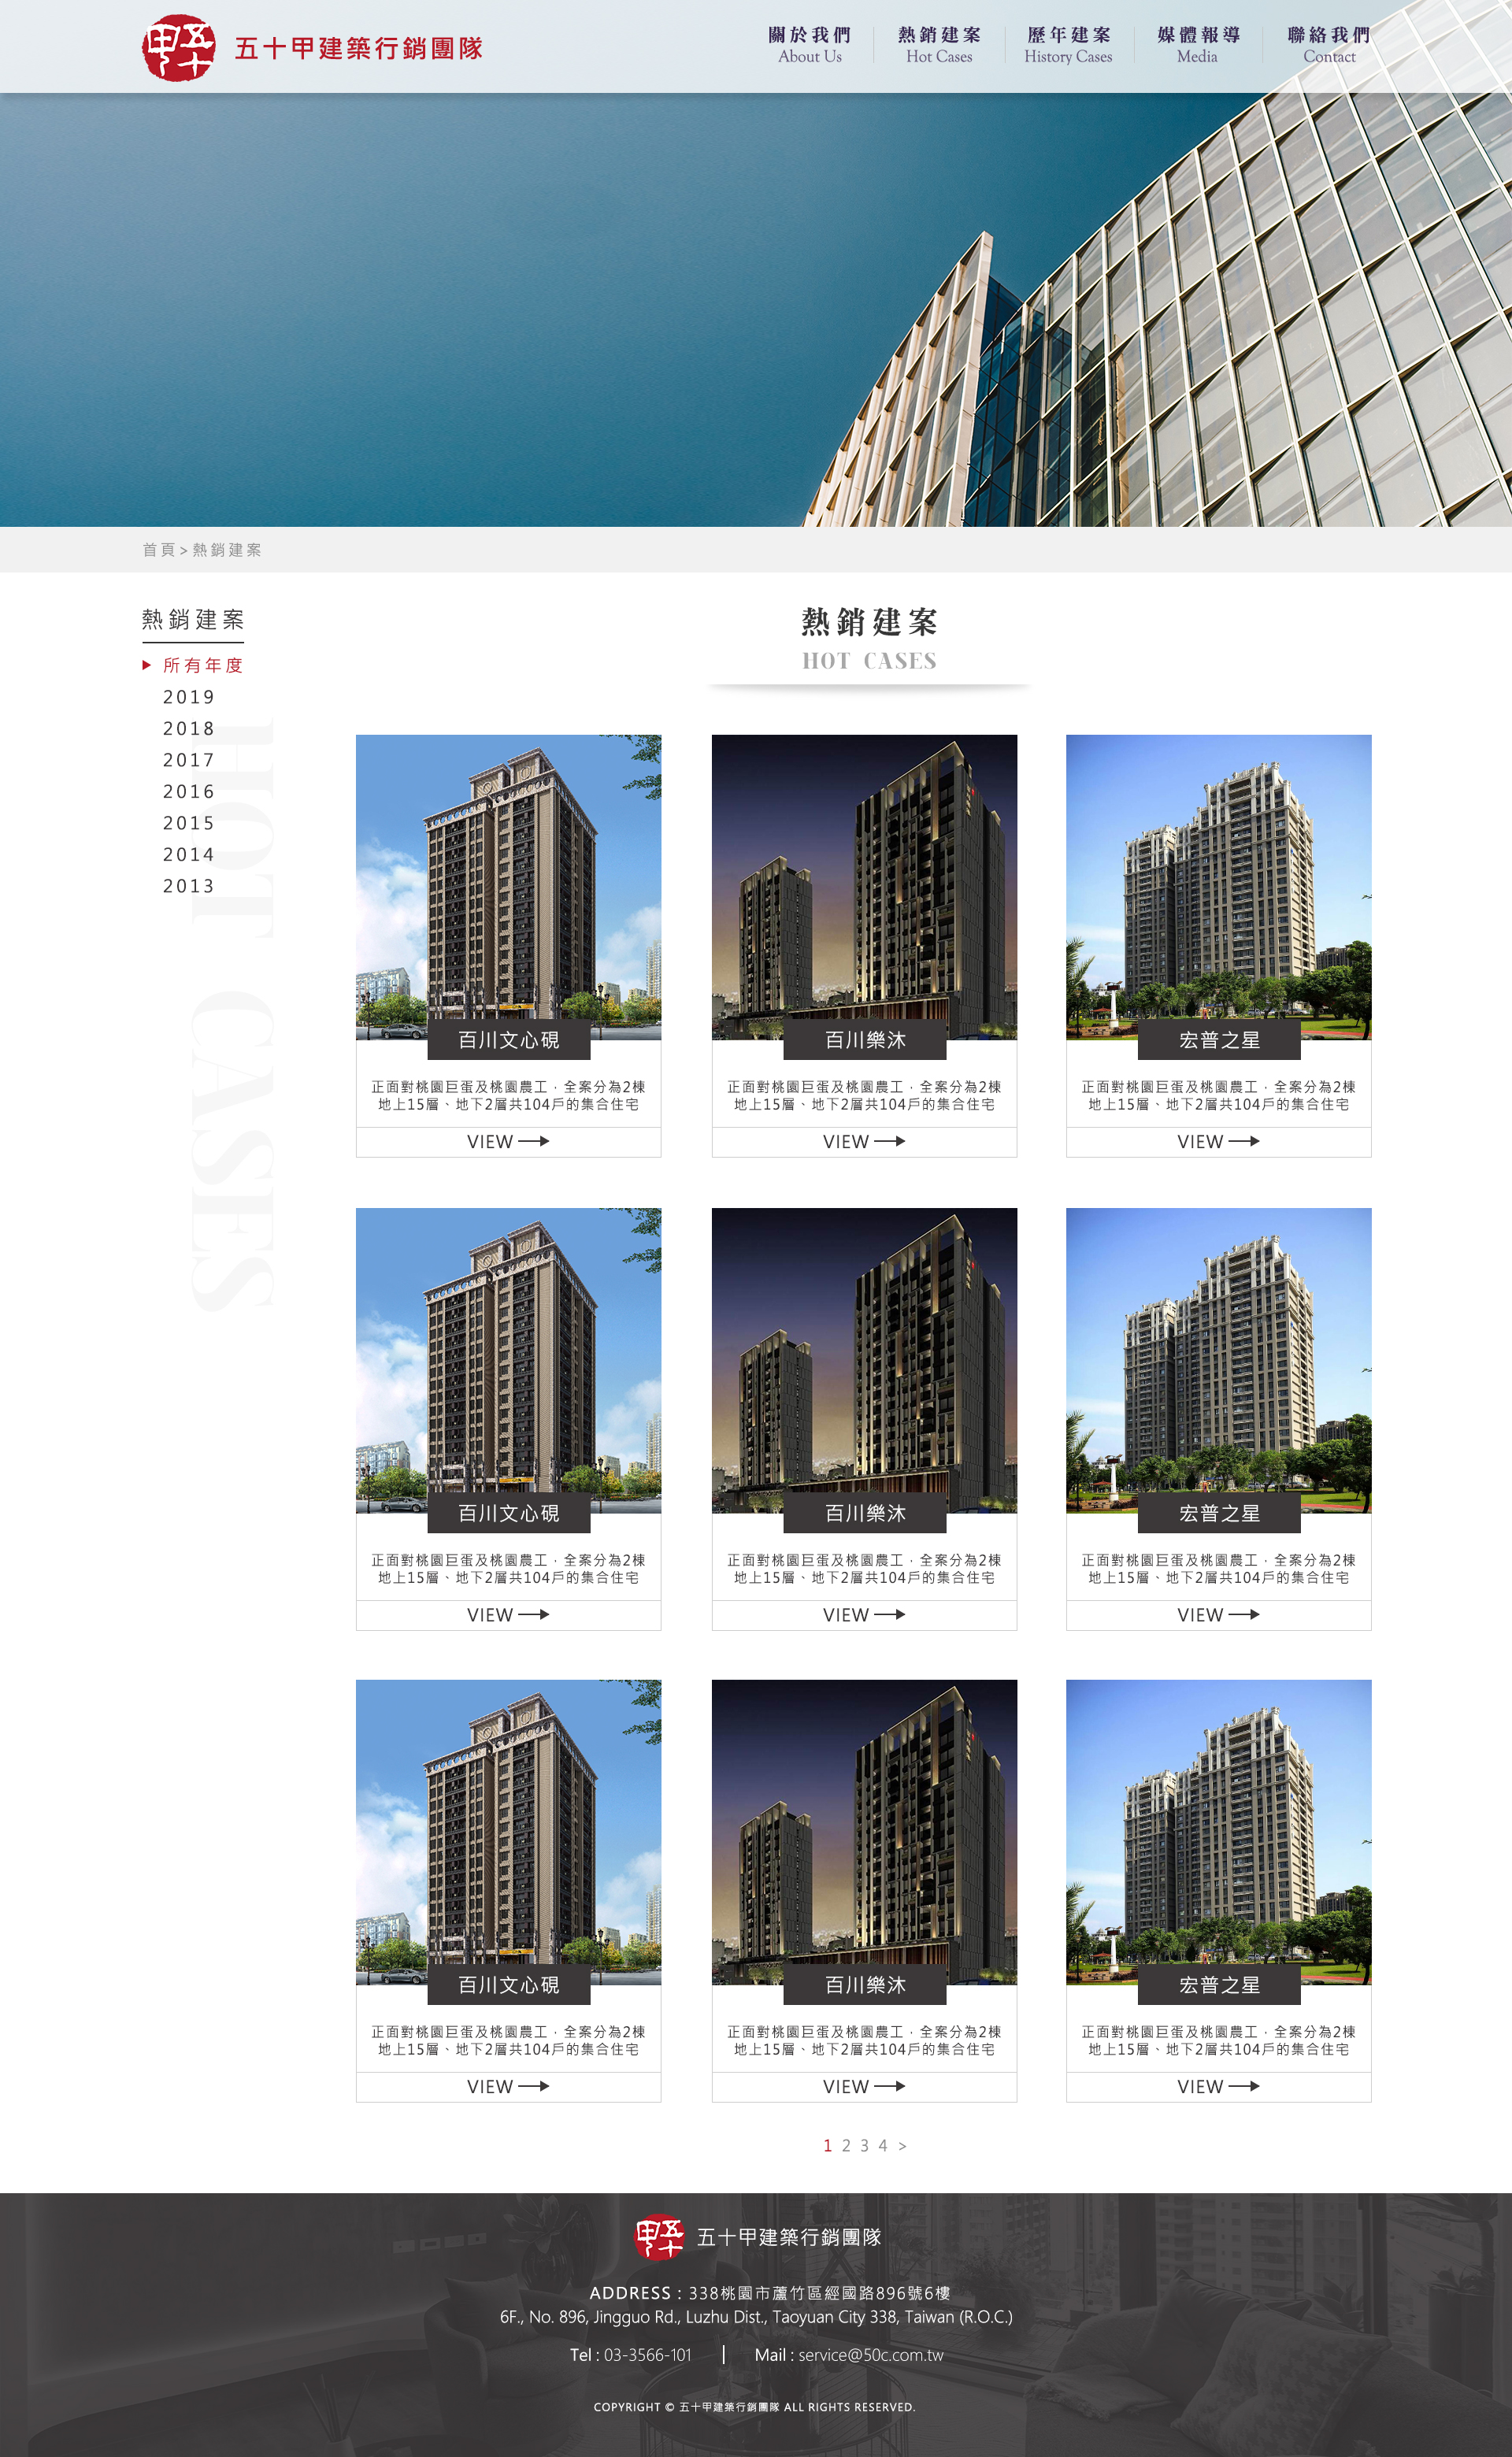 五十甲建築行銷團隊
關於我們 熱銷建案 歷年建案 媒體報導 聯絡我們
About Us Hot Cases History Cases Media Contact
首頁>熱銷建案
熱銷建案
所有年度
2019
2018
2017
2016
2015
2014
2013
HOT CASES
熱銷建案
HOT CASES
百川文心硯
正面對桃園巨蛋及桃園農工，全案分為2棟
地上15層、地下2層共104戶的集合住宅
VIEW
百川樂沐
正面對桃園巨蛋及桃園農工，全案分為2棟
地上15層、地下2層共104戶的集合住宅
VIEW
宏普之星
正面對桃園巨蛋及桃園農工，全案分為2棟
地上15層、地下2層共104戶的集合住宅
VIEW
百川文心硯
正面對桃園巨蛋及桃園農工，全案分為2棟
地上15層、地下2層共104戶的集合住宅
VIEW
百川樂沐
正面對桃園巨蛋及桃園農工，全案分為2棟
地上15層、地下2層共104戶的集合住宅
VIEW
宏普之星
正面對桃園巨蛋及桃園農工，全案分為2棟
地上15層、地下2層共104戶的集合住宅
VIEW
百川文心硯
正面對桃園巨蛋及桃園農工，全案分為2棟
地上15層、地下2層共104戶的集合住宅
VIEW
百川樂沐
正面對桃園巨蛋及桃園農工，全案分為2棟
地上15層、地下2層共104戶的集合住宅
VIEW
宏普之星
正面對桃園巨蛋及桃園農工，全案分為2棟
地上15層、地下2層共104戶的集合住宅
VIEW
1 2 3 4 >
五十甲 五十甲建築行銷團隊
ADDRESS : 338桃園市蘆竹區經國路896號6樓
6F., No. 896, Jingguo Rd., Luzhu Dist., Taoyuan City 338, Taiwan (R.O.C.)
Tel : 03-3566-101 | Mail : service@50c.com.tw
COPYRIGHT © 五十甲建築行銷團隊 ALL RIGHTS RESERVED.